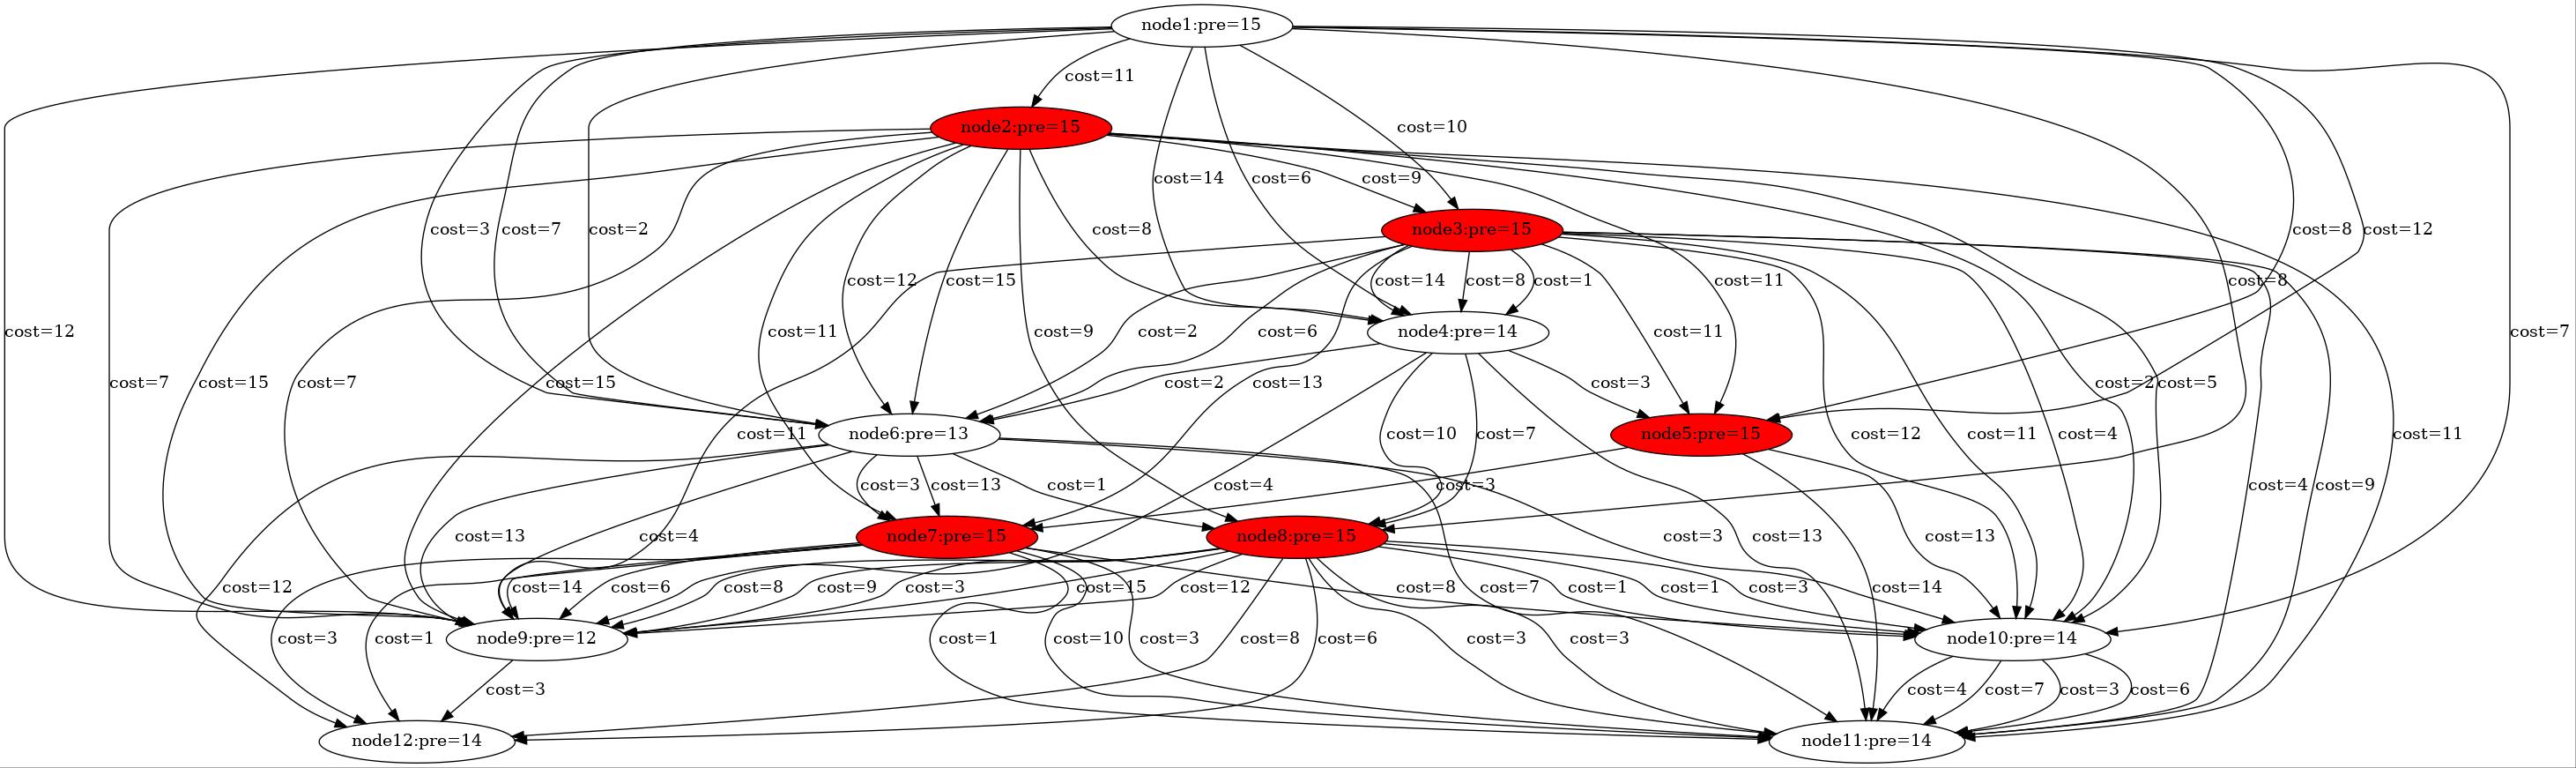 node1:pre=15
cost=11
node2:pre=15
cost=10
cost=14
cost=6
cost=9
node3:pre=15
cost=3
cost=7
cost=2
cost=8
cost=8
cost=12
cost=12
cost=15
cost=14
cost=8
cost=1
cost=11
cost=8
cost=12
cost=11
cost=9
cost=2
cost=6
node4:pre=14
cost=11
cost=7
cost=7
cost=15
cost=7
cost=15
cost=13
cost=2
cost=3
cost=2
cost=5
cost=11
node6:pre=13
cost=10
cost=7
node5:pre=15
cost=12
cost=11
cost=4
cost=11
cost=3
cost=13
cost=1
cost=4
cost=3
cost=4
cost=9
cost=13
cost=4
node7:pre=15
node8:pre=15
cost=3
cost=13
cost=13
cost=12
cost=14
cost=6
cost=8
cost=9
cost=3
cost=15
cost=12
cost=8
cost=7
cost=1
cost=1
cost=3
cost=14
cost=3
cost=1
node9:pre=12
cost=1
cost=10
cost=3
cost=8
cost=6
cost=3
cost=3
node10:pre=14
cost=3
cost=4
cost=7
cost=3
cost=6
node12:pre=14
node11:pre=14